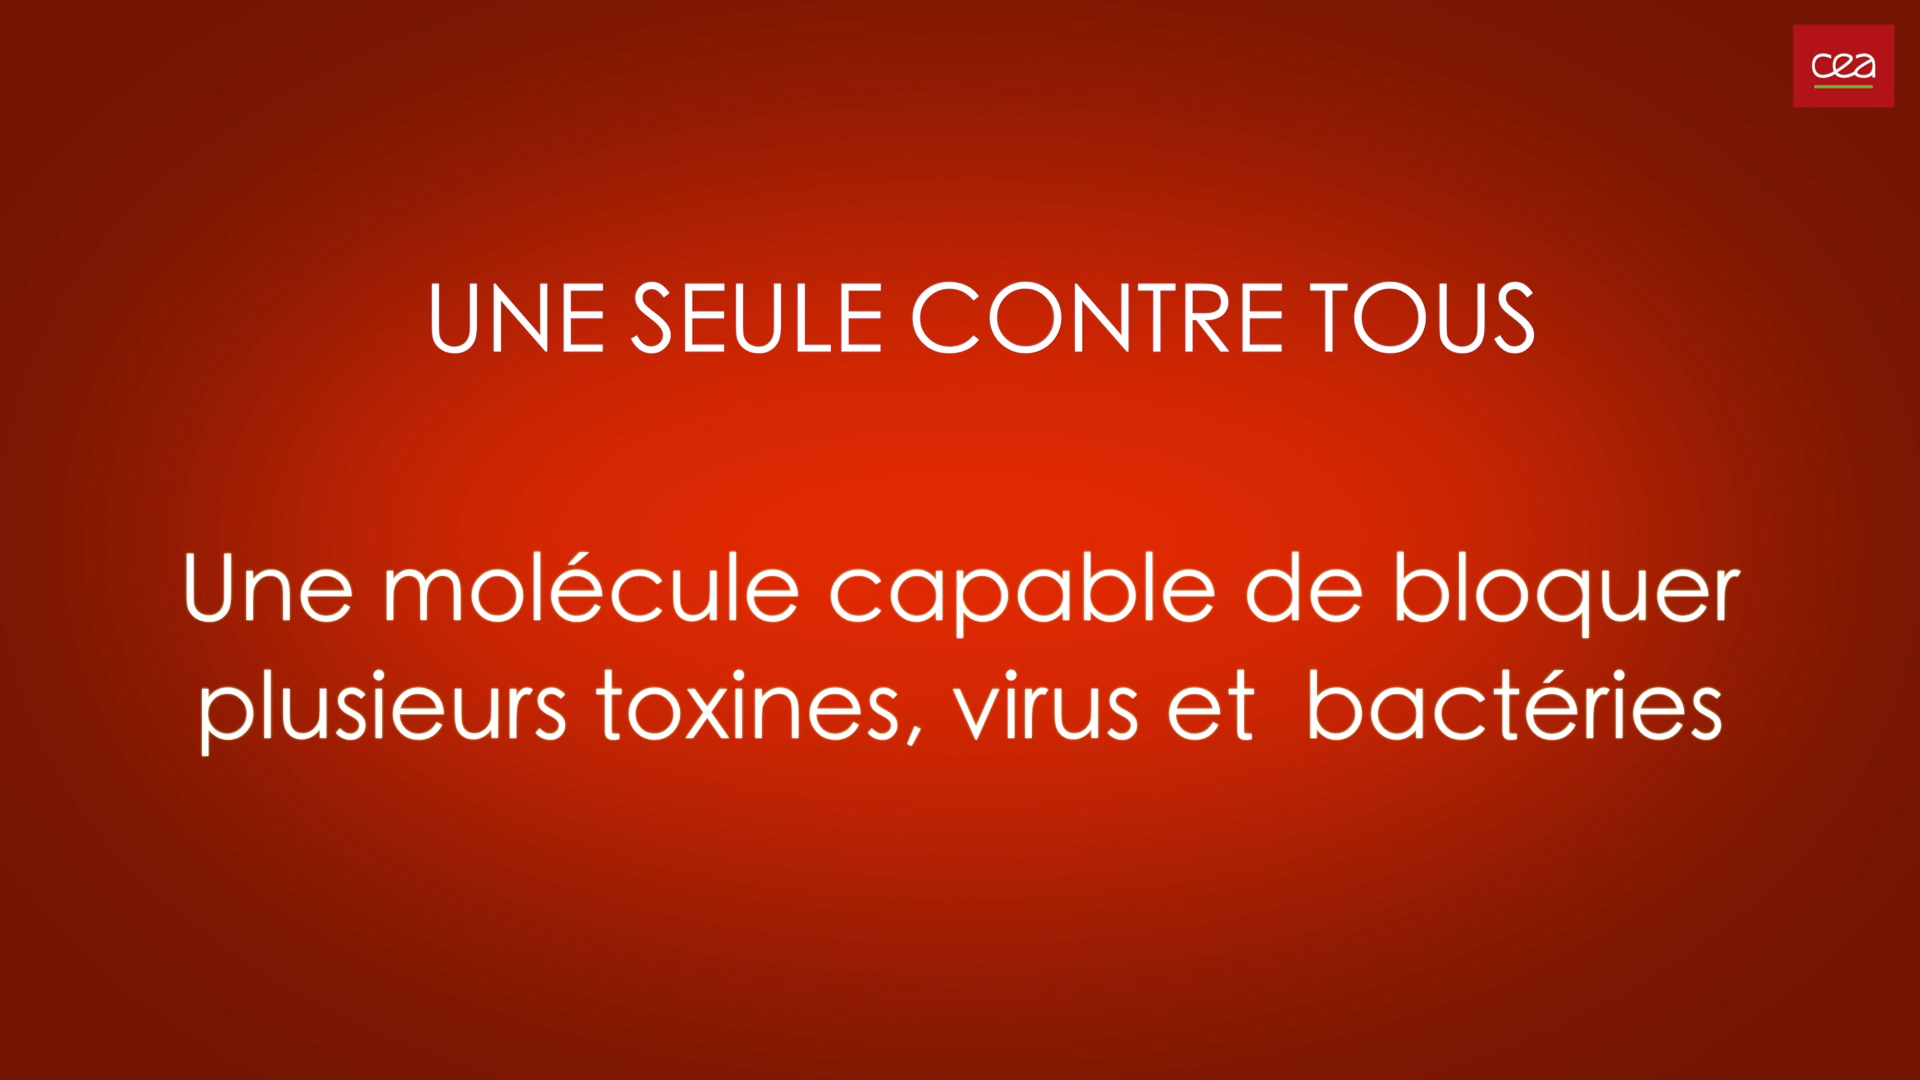 cea
UNE SEULE CONTRE TOUS
Une molécule capable de bloquer
plusieurs toxines, virus et  bactéries